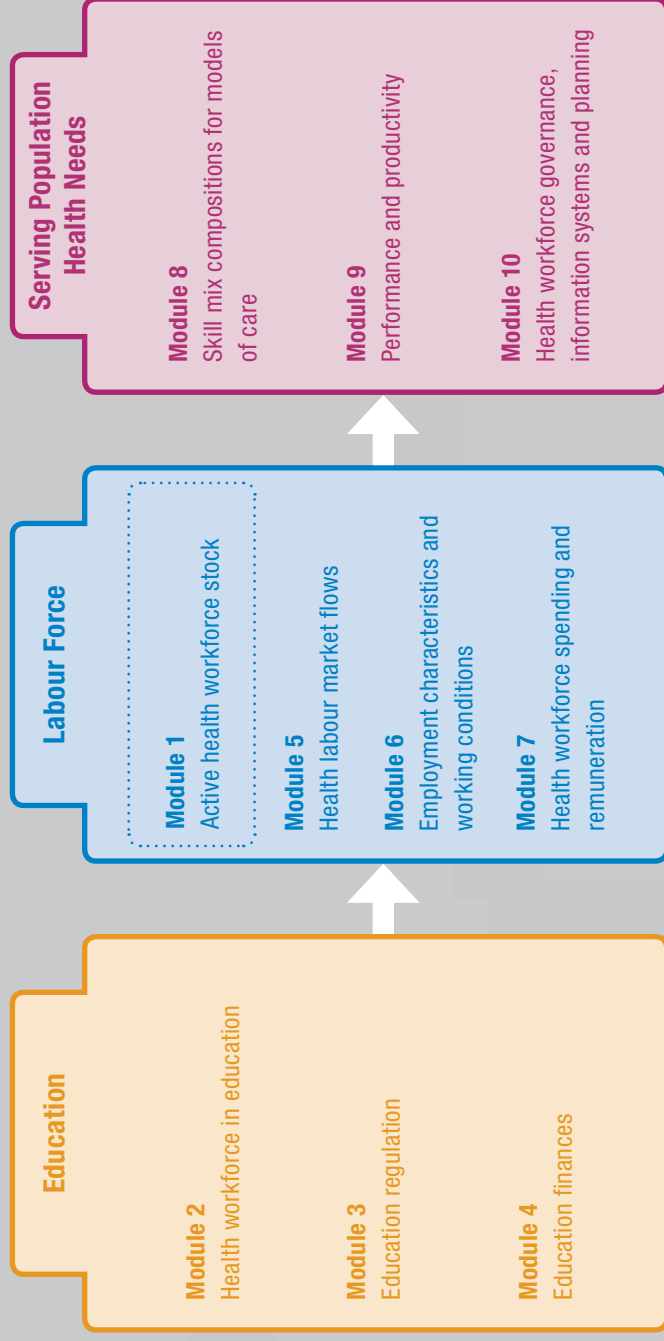 Education
Module 2
Health workforce in education
Module 3
Education regulation
Module 4
Education finances
Labour Force
Module 1
Active health workforce stock
Module 5
Health labour market flows
Module 6
Employment characteristics and
working conditions
Module 7
Health workforce spending and
remuneration
Serving Population
Health Needs
Module 8
Skill mix compositions for models
of care
Module 9
Performance and productivity
Module 10
Health workforce governance,
information systems and planning